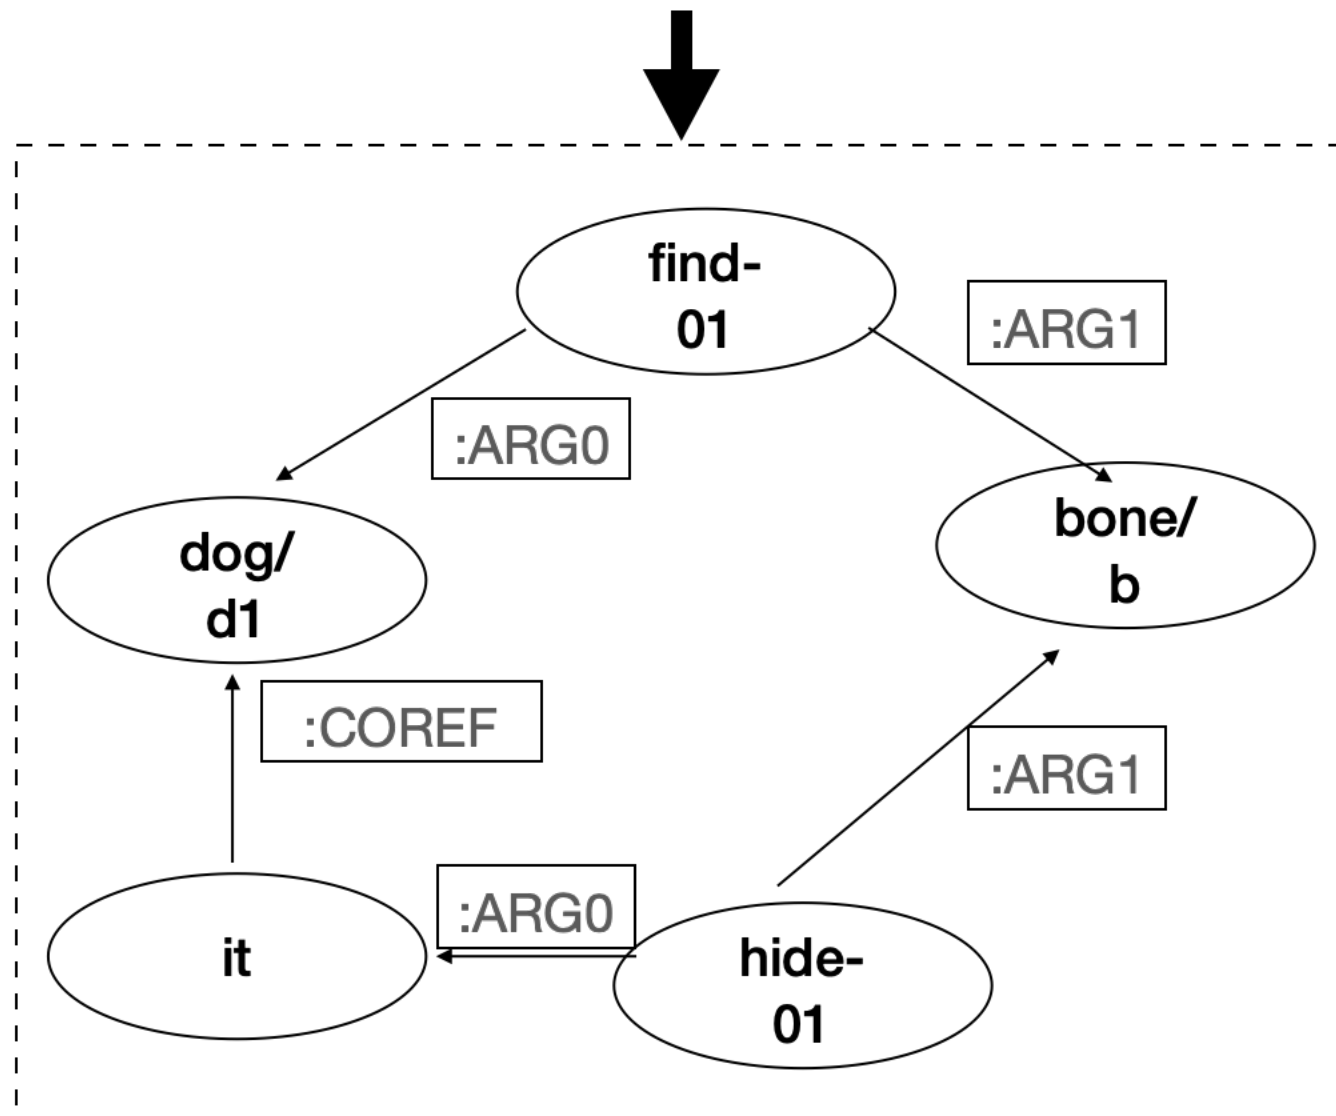 find-
01
:ARG1
:ARG0
bone/
b
dog/
d1
:COREF
:ARG1
:ARG0
it
hide-
01